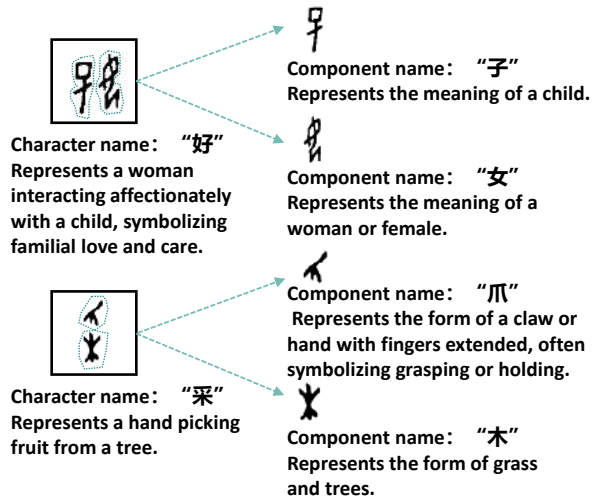 Character name： “好”
Represents a woman
interacting affectionately
with a child, symbolizing
familial love and care.
Component name： “子”
Represents the meaning of a child.
Component name： “女”
Represents the meaning of a
woman or female.
Character name： “采”
Represents a hand picking
fruit from a tree.
Component name： “爪”
Represents the form of a claw or
hand with fingers extended, often
symbolizing grasping or holding.
Component name： “木”
Represents the form of grass
and trees.